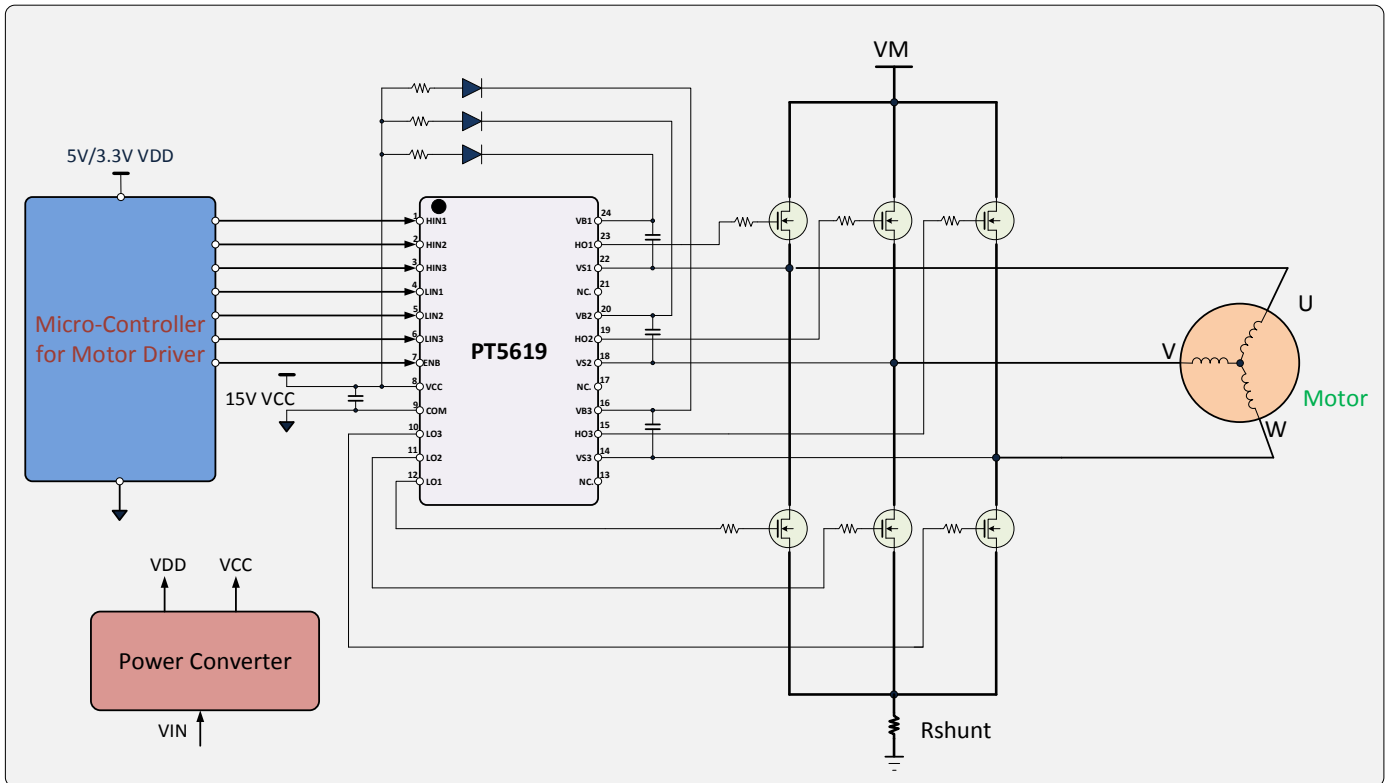 VM
5V/3.3V VDD
Micro-Controller
for Motor Driver
1 HIN1
2 HIN2
3 HIN3
4 LIN1
5 LIN2
6 LIN3
7 ENB
8 VCC
9 COM
10 LO3
11 LO2
12 LO1
15V VCC
PT5619
24 VB1
23 HO1
22 VS1
21 NC.
20 VB2
19 HO2
18 VS2
17 NC.
16 VB3
15 HO3
14 VS3
13 NC.
U
V
W
Motor
VDD
VCC
Power Converter
VIN
Rshunt